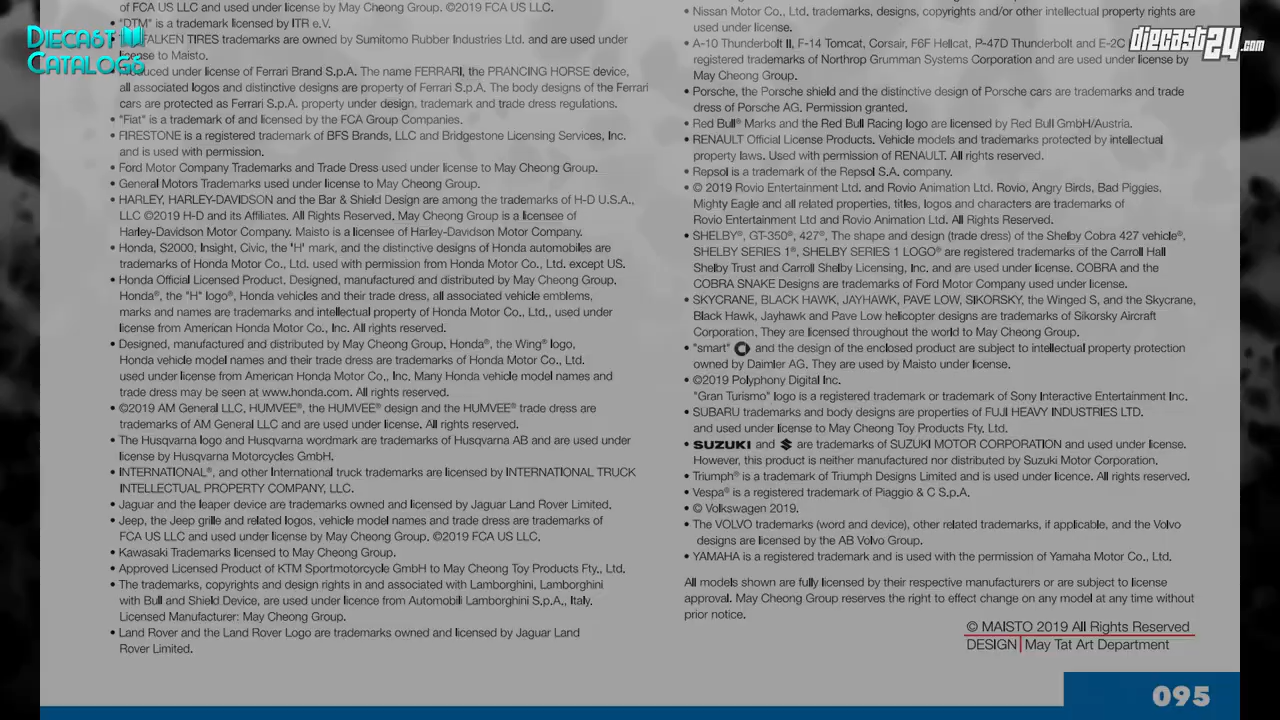 of FCA US LLC and used under license by May Cheong Group. ©2019 FCA US LLC.
• "DTM" is a trademark licensed by ITR e.V.
FALKEN TIRES trademarks are owned by Sumitomo Rubber Industries Ltd. and are used under
license to Maisto.
Produced under license of Ferrari Brand S.p.A. The name FERRARI, the PRANCING HORSE device,
all associated logos and distinctive designs are property of Ferrari S.p.A. The body designs of the Ferrari
cars are protected as Ferrari S.p.A. property under design, trademark and trade dress regulations.
• "Fiat" is a trademark of and licensed by the FCA Group Companies.
• FIRESTONE is a registered trademark of BFS Brands, LLC and Bridgestone Licensing Services, Inc.
and is used with permission.
• Ford Motor Company Trademarks and Trade Dress used under license to May Cheong Group.
• General Motors Trademarks used under license to May Cheong Group.
• HARLEY, HARLEY-DAVIDSON and the Bar & Shield Design are among the trademarks of H-D U.S.A.,
LLC ©2019 H-D and its Affiliates. All Rights Reserved. May Cheong Group is a licensee of
Harley-Davidson Motor Company. Maisto is a licensee of Harley-Davidson Motor Company.
• Honda, S2000, Insight, Civic, the 'H' mark, and the distinctive designs of Honda automobiles are
trademarks of Honda Motor Co., Ltd. used with permission from Honda Motor Co., Ltd. except US.
• Honda Official Licensed Product. Designed, manufactured and distributed by May Cheong Group.
Honda®, the "H" logo®, Honda vehicles and their trade dress, all associated vehicle emblems,
marks and names are trademarks and intellectual property of Honda Motor Co., Ltd., used under
license from American Honda Motor Co., Inc. All rights reserved.
• Designed, manufactured and distributed by May Cheong Group. Honda®, the Wing® logo,
Honda vehicle model names and their trade dress are trademarks of Honda Motor Co., Ltd.
used under license from American Honda Motor Co., Inc. Many Honda vehicle model names and
trade dress may be seen at www.honda.com. All rights reserved.
• ©2019 AM General LLC. HUMVEE®, the HUMVEE® design and the HUMVEE® trade dress are
trademarks of AM General LLC and are used under license. All rights reserved.
• The Husqvarna logo and Husqvarna wordmark are trademarks of Husqvarna AB and are used under
license by Husqvarna Motorcycles GmbH.
• INTERNATIONAL®, and other International truck trademarks are licensed by INTERNATIONAL TRUCK
INTELLECTUAL PROPERTY COMPANY, LLC.
• Jaguar and the leaper device are trademarks owned and licensed by Jaguar Land Rover Limited.
• Jeep, the Jeep grille and related logos, vehicle model names and trade dress are trademarks of
FCA US LLC and used under license by May Cheong Group. ©2019 FCA US LLC.
• Kawasaki Trademarks licensed to May Cheong Group.
• Approved Licensed Product of KTM Sportmotorcycle GmbH to May Cheong Toy Products Fty., Ltd.
• The trademarks, copyrights and design rights in and associated with Lamborghini, Lamborghini
with Bull and Shield Device, are used under licence from Automobili Lamborghini S.p.A., Italy.
Licensed Manufacturer: May Cheong Group.
• Land Rover and the Land Rover Logo are trademarks owned and licensed by Jaguar Land
Rover Limited.
• Nissan Motor Co., Ltd. trademarks, designs, copyrights and/or other intellectual property rights are
used under license.
• A-10 Thunderbolt II, F-14 Tomcat, Corsair, F6F Hellcat, P-47D Thunderbolt and E-2C
registered trademarks of Northrop Grumman Systems Corporation and are used under license by
May Cheong Group.
• Porsche, the Porsche shield and the distinctive design of Porsche cars are trademarks and trade
dress of Porsche AG. Permission granted.
• Red Bull® Marks and the Red Bull Racing logo are licensed by Red Bull GmbH/Austria.
• RENAULT Official License Products. Vehicle models and trademarks protected by intellectual
property laws. Used with permission of RENAULT. All rights reserved.
• Repsol is a trademark of the Repsol S.A. company.
• © 2019 Rovio Entertainment Ltd. and Rovio Animation Ltd. Rovio, Angry Birds, Bad Piggies,
Mighty Eagle and all related properties, titles, logos and characters are trademarks of
Rovio Entertainment Ltd and Rovio Animation Ltd. All Rights Reserved.
• SHELBY®, GT-350®, 427®, The shape and design (trade dress) of the Shelby Cobra 427 vehicle®,
SHELBY SERIES 1®, SHELBY SERIES 1 LOGO® are registered trademarks of the Carroll Hall
Shelby Trust and Carroll Shelby Licensing, Inc. and are used under license. COBRA and the
COBRA SNAKE Designs are trademarks of Ford Motor Company used under license.
• SKYCRANE, BLACK HAWK, JAYHAWK, PAVE LOW, SIKORSKY, the Winged S, and the Skycrane,
Black Hawk, Jayhawk and Pave Low helicopter designs are trademarks of Sikorsky Aircraft
Corporation. They are licensed throughout the world to May Cheong Group.
• "smart" and the design of the enclosed product are subject to intellectual property protection
owned by Daimler AG. They are used by Maisto under license.
• ©2019 Polyphony Digital Inc.
"Gran Turismo" logo is a registered trademark or trademark of Sony Interactive Entertainment Inc.
• SUBARU trademarks and body designs are properties of FUJI HEAVY INDUSTRIES LTD.
and used under license to May Cheong Toy Products Fty. Ltd.
• SUZUKI and are trademarks of SUZUKI MOTOR CORPORATION and used under license.
However, this product is neither manufactured nor distributed by Suzuki Motor Corporation.
• Triumph® is a trademark of Triumph Designs Limited and is used under licence. All rights reserved.
• Vespa® is a registered trademark of Piaggio & C S.p.A.
• © Volkswagen 2019.
• The VOLVO trademarks (word and device), other related trademarks, if applicable, and the Volvo
designs are licensed by the AB Volvo Group.
• YAMAHA is a registered trademark and is used with the permission of Yamaha Motor Co., Ltd.
All models shown are fully licensed by their respective manufacturers or are subject to license
approval. May Cheong Group reserves the right to effect change on any model at any time without
prior notice.
© MAISTO 2019 All Rights Reserved
DESIGN | May Tat Art Department
095
Diecast
Catalogs
diecast24.com